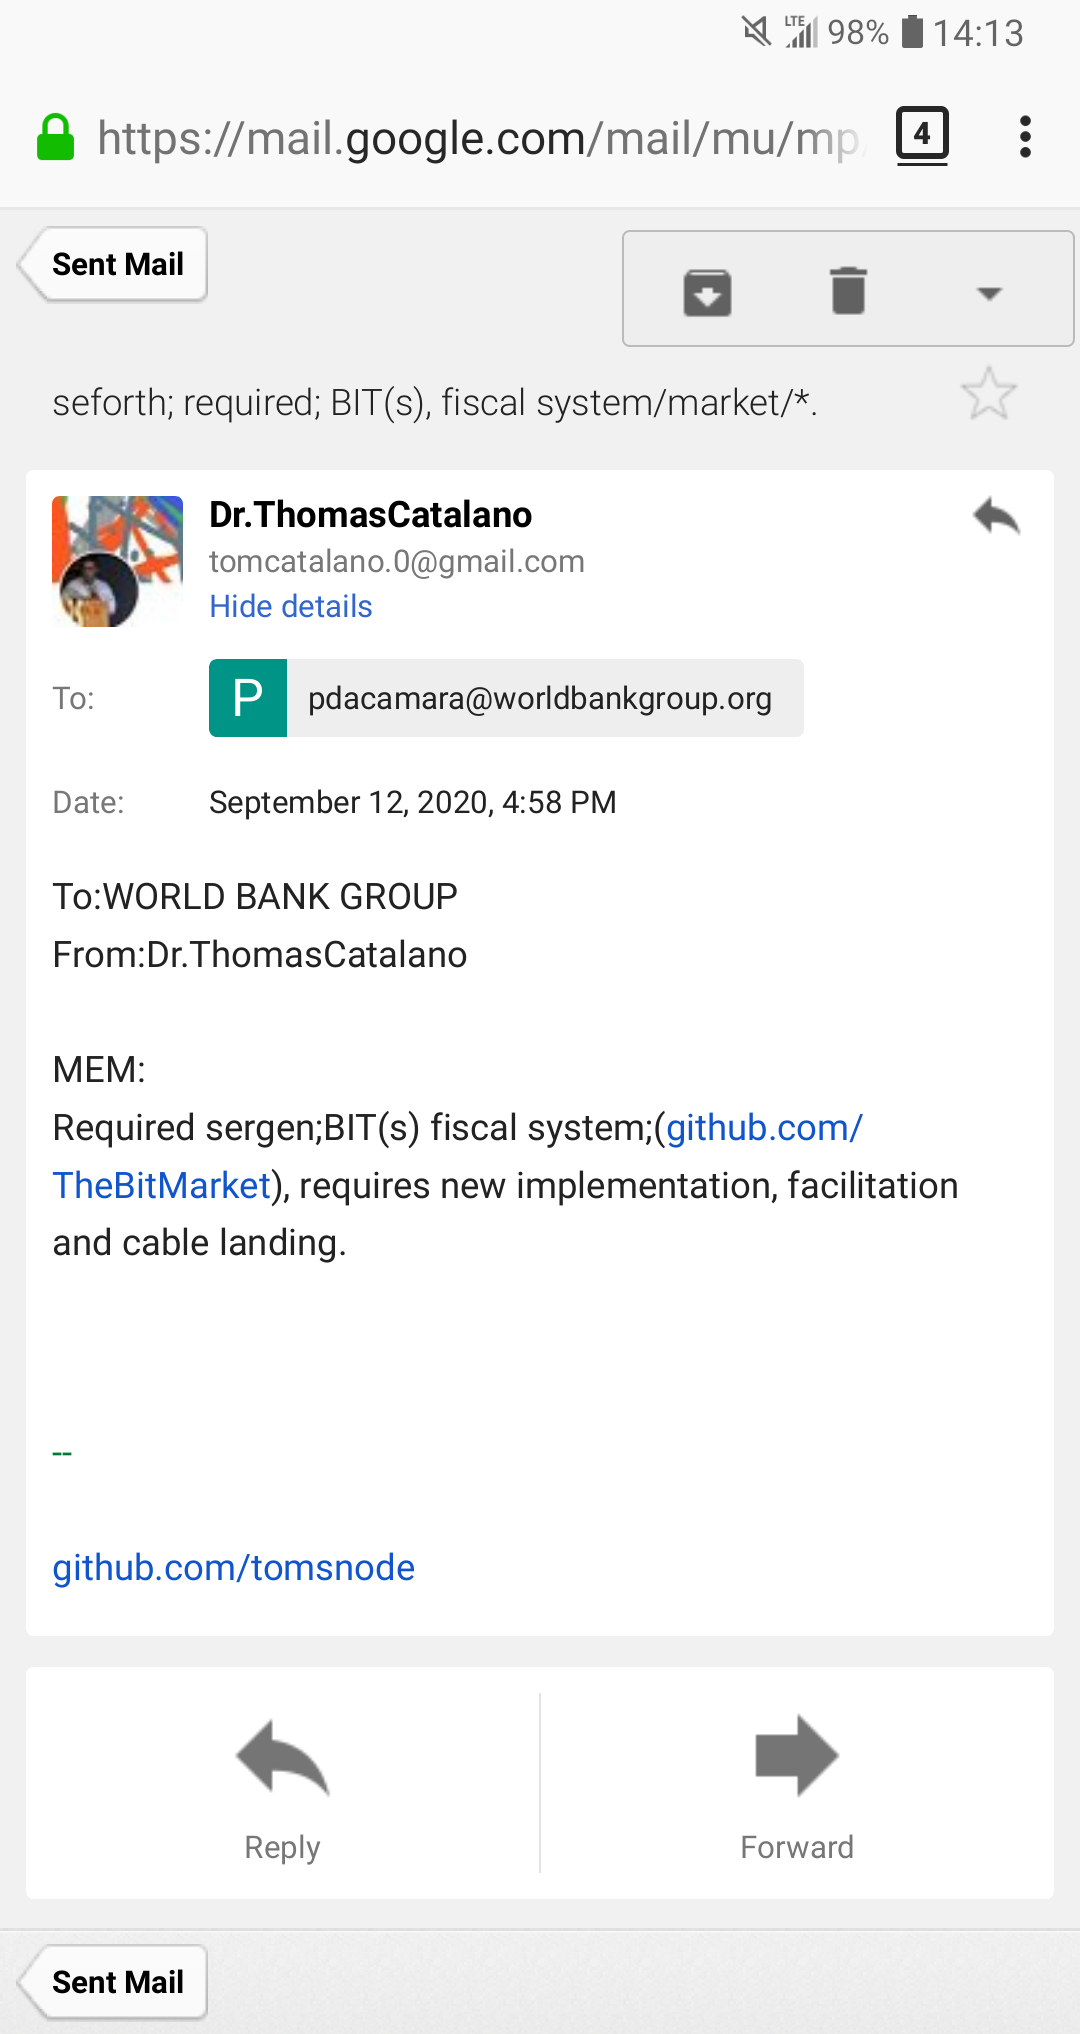 LTE 98% 14:13
https://mail.google.com/mail/mu/mp 4
Sent Mail
seforth; required; BIT(s), fiscal system/market/*.
Dr.ThomasCatalano
tomcatalano.0@gmail.com
Hide details
To: P pdacamara@worldbankgroup.org
Date: September 12, 2020, 4:58 PM
To:WORLD BANK GROUP
From:Dr.ThomasCatalano
MEM:
Required sergen;BIT(s) fiscal system;(github.com/
TheBitMarket), requires new implementation, facilitation
and cable landing.
--
github.com/tomsnode
Reply Forward
Sent Mail